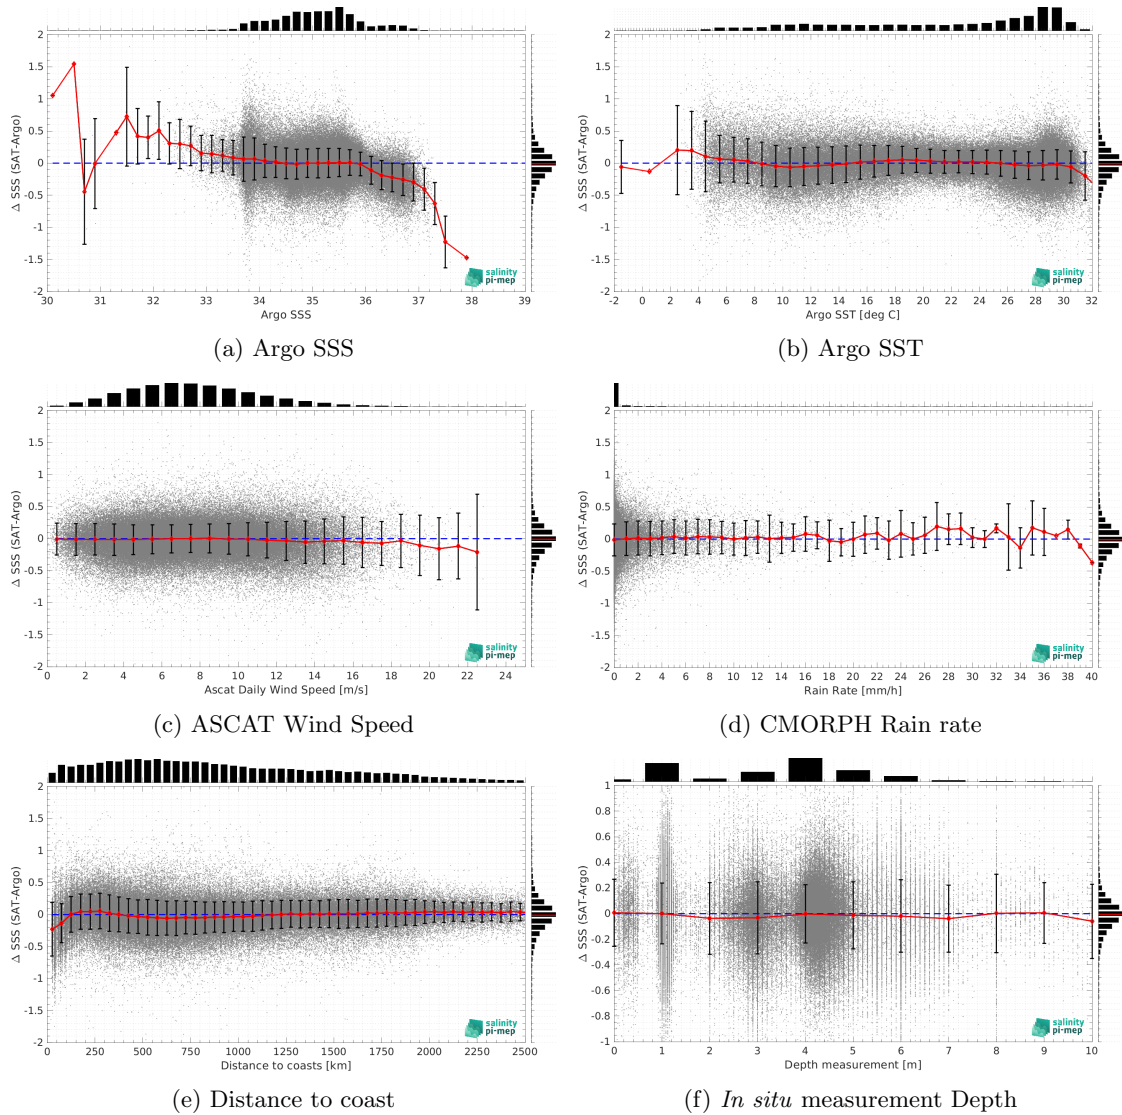 Δ SSS (SAT-Argo)
2
1.5
1
0.5
0
-0.5
-1
-1.5
-2
30 31 32 33 34 35 36 37 38 39
Argo SSS
salinity
pi-mep
(a) Argo SSS
Δ SSS (SAT-Argo)
2
1.5
1
0.5
0
-0.5
-1
-1.5
-2
-2 0 2 4 6 8 10 12 14 16 18 20 22 24 26 28 30 32
Argo SST [deg C]
salinity
pi-mep
(b) Argo SST
Δ SSS (SAT-Argo)
2
1.5
1
0.5
0
-0.5
-1
-1.5
-2
0 2 4 6 8 10 12 14 16 18 20 22 24
Ascat Daily Wind Speed [m/s]
salinity
pi-mep
(c) ASCAT Wind Speed
Δ SSS (SAT-Argo)
2
1.5
1
0.5
0
-0.5
-1
-1.5
-2
0 2 4 6 8 10 12 14 16 18 20 22 24 26 28 30 32 34 36 38 40
Rain Rate [mm/h]
salinity
pi-mep
(d) CMORPH Rain rate
Δ SSS (SAT-Argo)
2
1.5
1
0.5
0
-0.5
-1
-1.5
-2
0 250 500 750 1000 1250 1500 1750 2000 2250 2500
Distance to coasts [km]
salinity
pi-mep
(e) Distance to coast
Δ SSS (SAT-Argo)
1
0.8
0.6
0.4
0.2
0
-0.2
-0.4
-0.6
-0.8
-1
0 1 2 3 4 5 6 7 8 9 10
Depth measurement [m]
salinity
pi-mep
(f) In situ measurement Depth